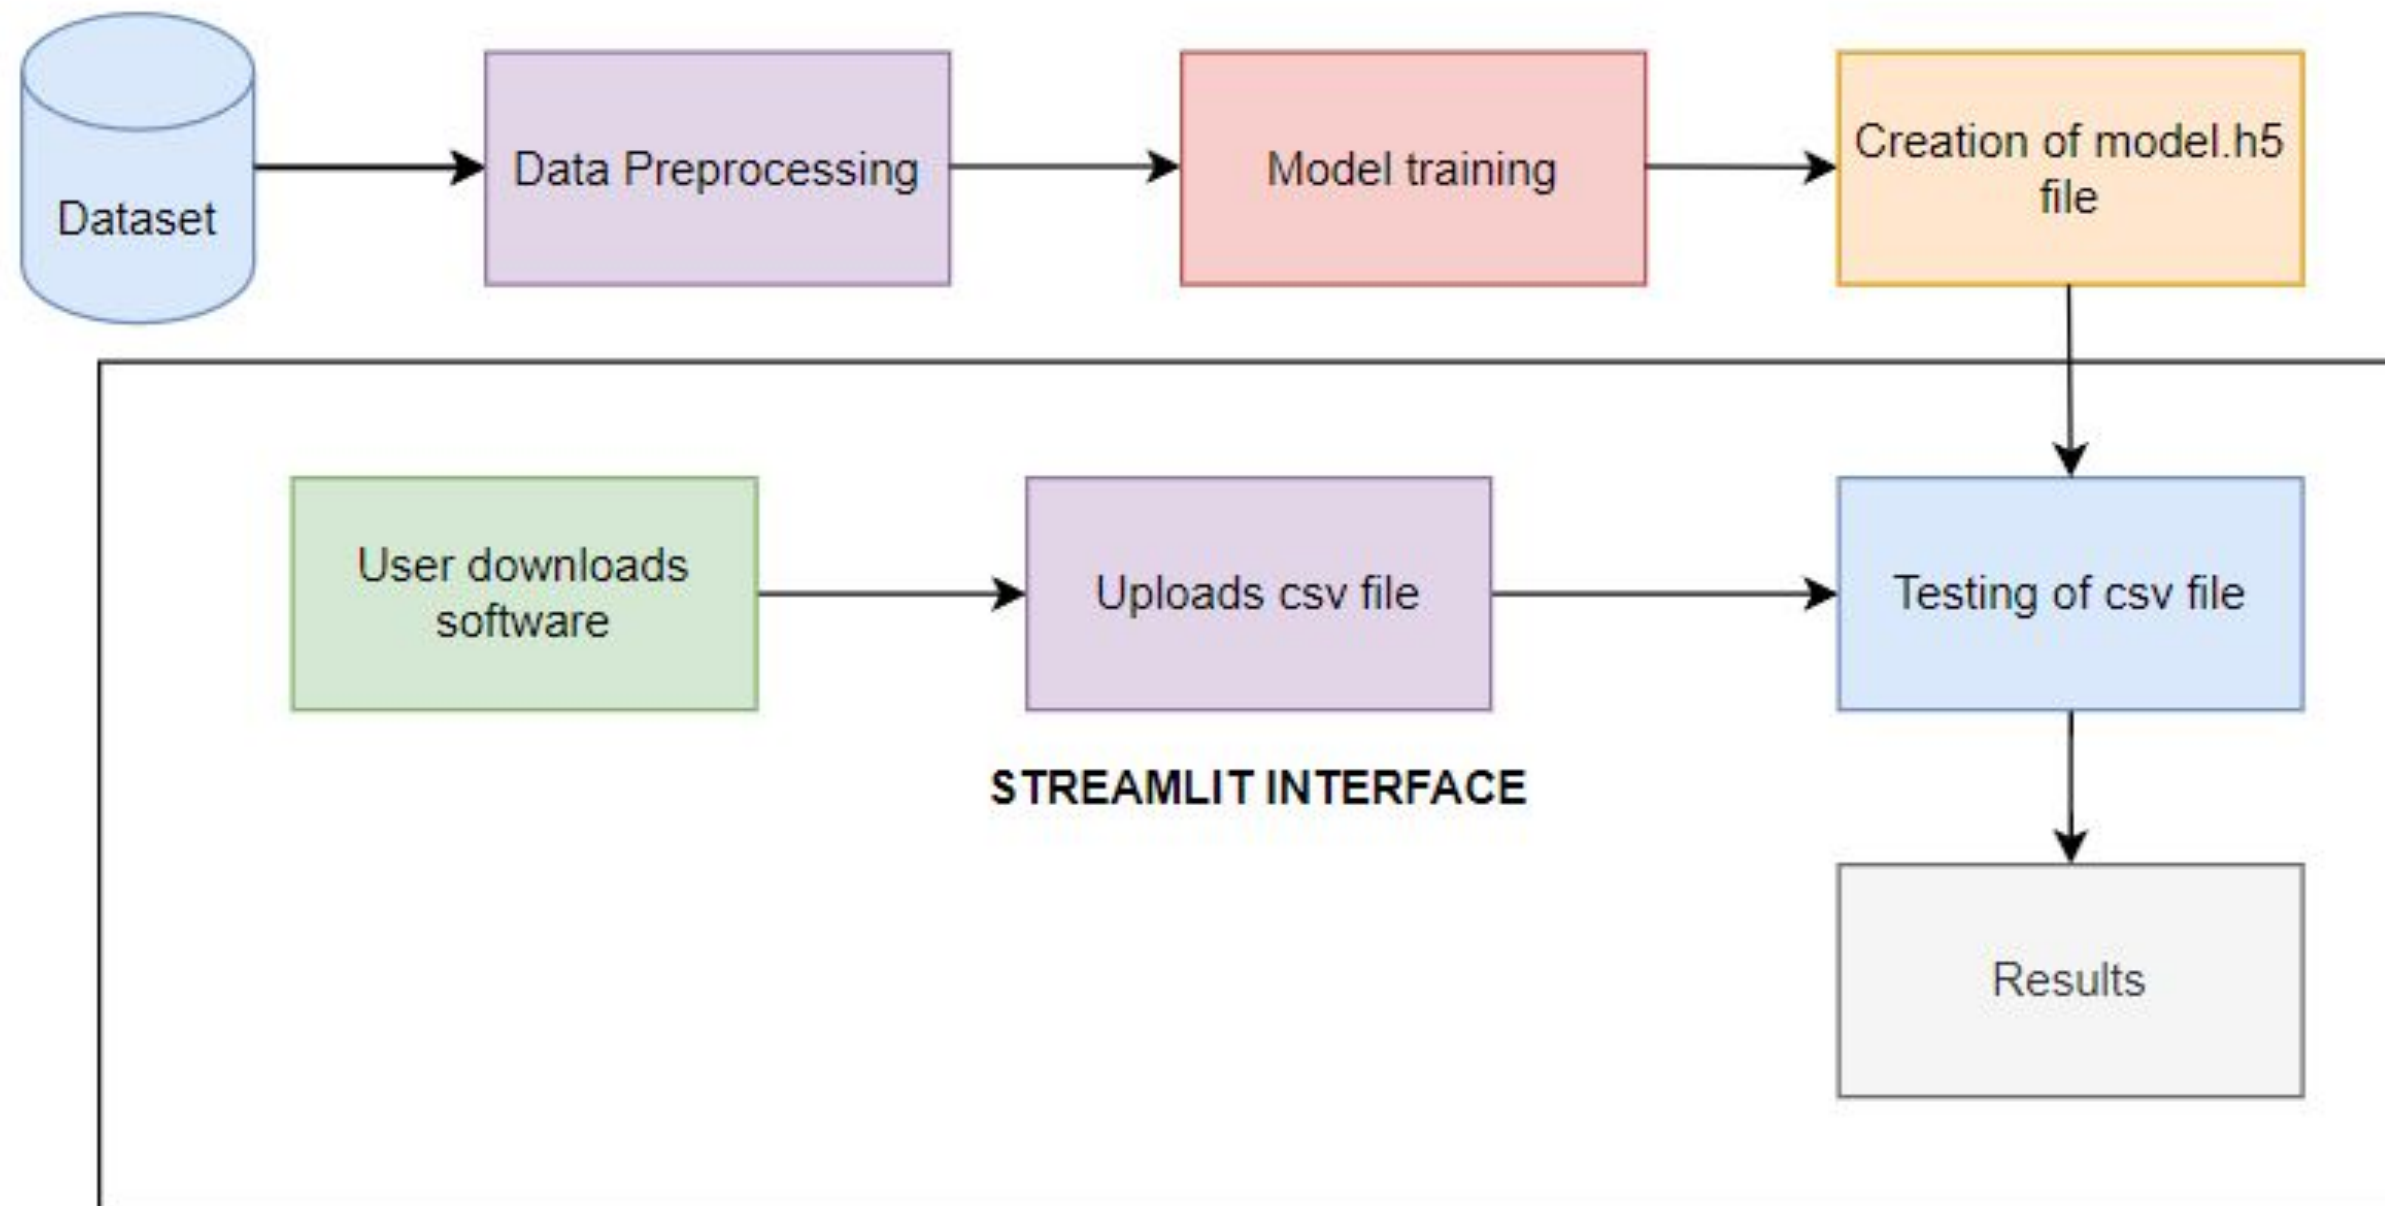 Dataset
Data Preprocessing
Model training
Creation of model.h5
file
User downloads
software
Uploads csv file
Testing of csv file
STREAMLIT INTERFACE
Results